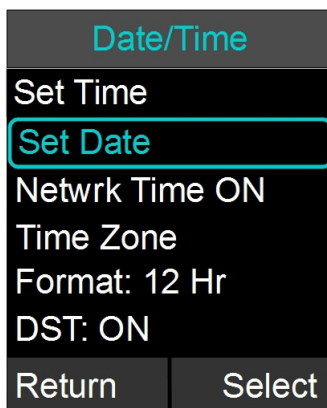 Date/Time
Set Time
Set Date
Netwrk Time ON
Time Zone
Format: 12 Hr
DST: ON
Return Select